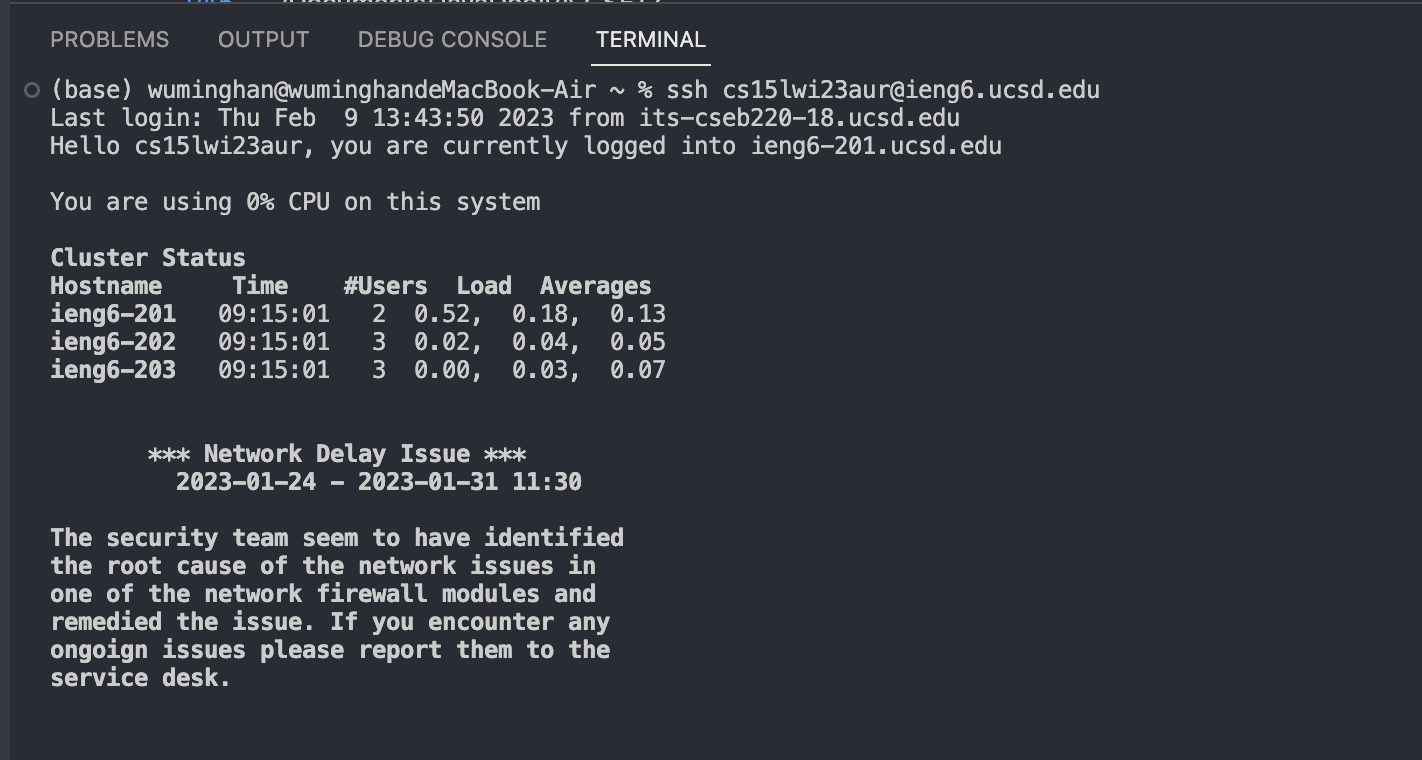 PROBLEMS OUTPUT DEBUG CONSOLE TERMINAL
(base) wuminghan@wuminghandeMacBook-Air ~ % ssh cs15lwi23aur@ieng6.ucsd.edu
Last login: Thu Feb  9 13:43:50 2023 from its-cseb220-18.ucsd.edu
Hello cs15lwi23aur, you are currently logged into ieng6-201.ucsd.edu
You are using 0% CPU on this system
Cluster Status
Hostname     Time    #Users  Load  Averages
ieng6-201   09:15:01   2  0.52,  0.18,  0.13
ieng6-202   09:15:01   3  0.02,  0.04,  0.05
ieng6-203   09:15:01   3  0.00,  0.03,  0.07
*** Network Delay Issue ***
2023-01-24 - 2023-01-31 11:30
The security team seem to have identified
the root cause of the network issues in
one of the network firewall modules and
remedied the issue. If you encounter any
ongoign issues please report them to the
service desk.